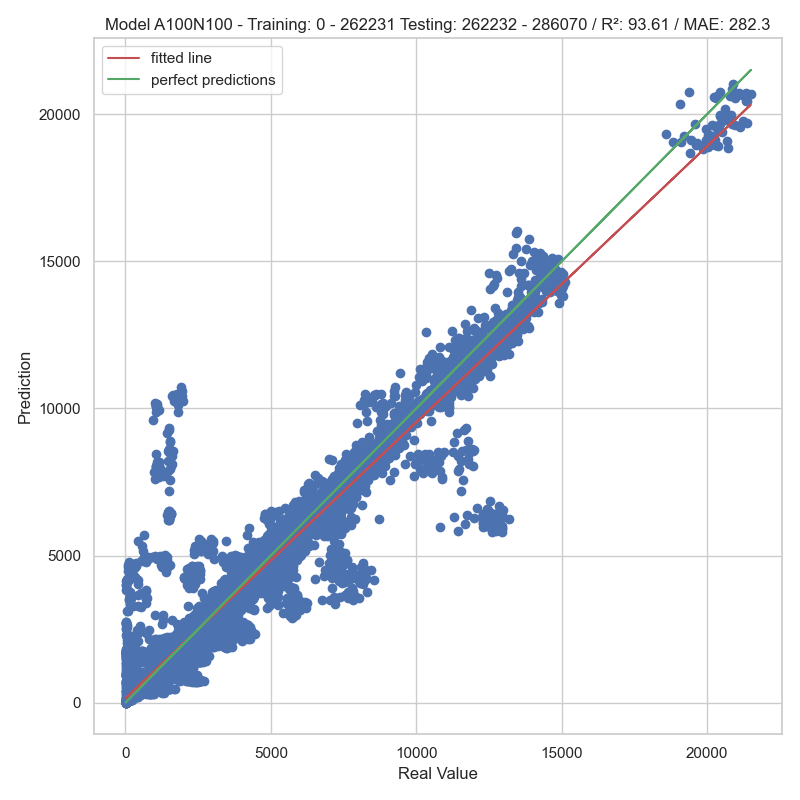 Model A100N100 - Training: 0 - 262231 Testing: 262232 - 286070 / R²: 93.61 / MAE: 282.3
fitted line
perfect predictions
20000
15000
10000
5000
0
Prediction
0 5000 10000 15000 20000
Real Value